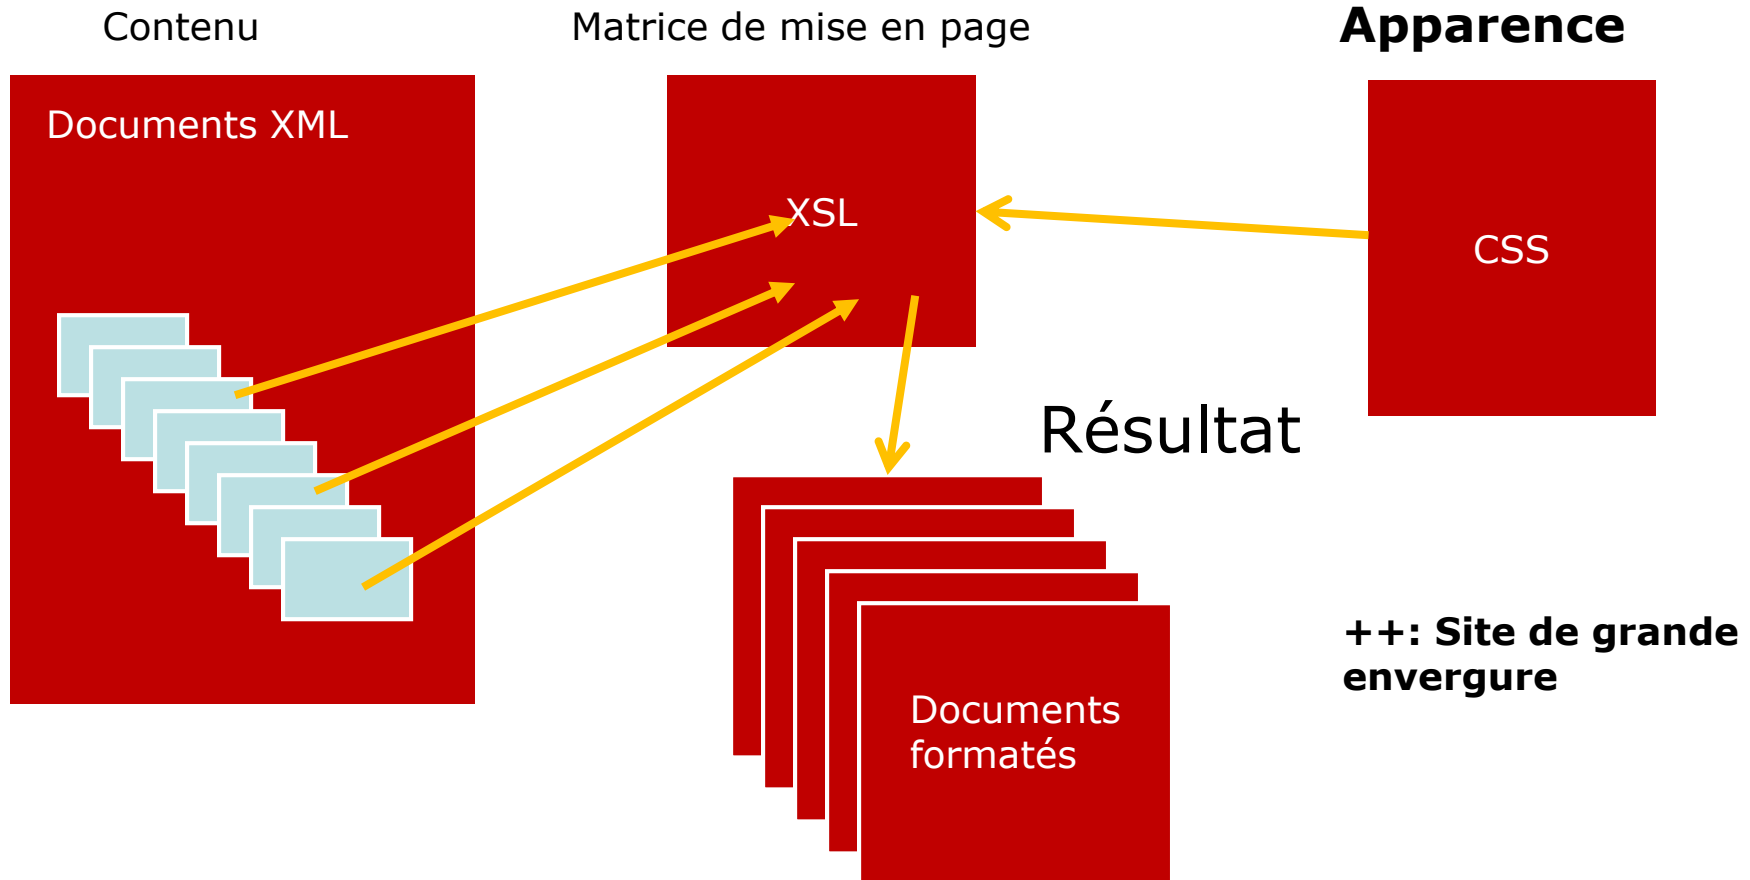 Contenu
Matrice de mise en page
Apparence
Documents XML
XSL
CSS
Résultat
++: Site de grande
envergure
Documents
formatés